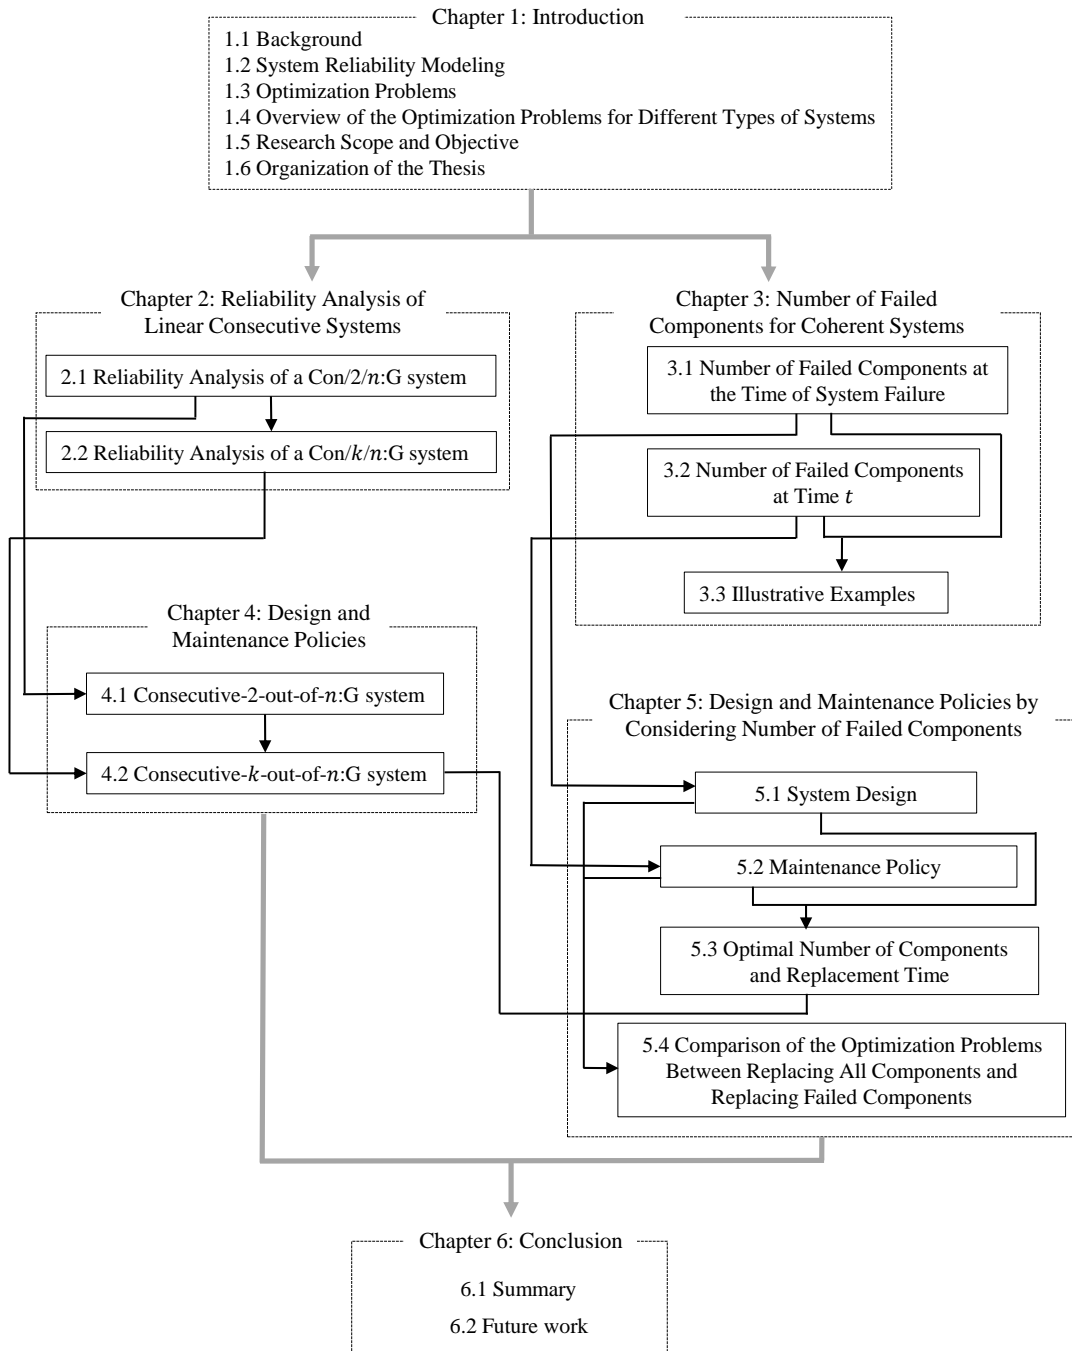 Chapter 1: Introduction
1.1 Background
1.2 System Reliability Modeling
1.3 Optimization Problems
1.4 Overview of the Optimization Problems for Different Types of Systems
1.5 Research Scope and Objective
1.6 Organization of the Thesis
Chapter 2: Reliability Analysis of
Linear Consecutive Systems
2.1 Reliability Analysis of a Con/2/n:G system
2.2 Reliability Analysis of a Con/k/n:G system
Chapter 3: Number of Failed
Components for Coherent Systems
3.1 Number of Failed Components at
the Time of System Failure
3.2 Number of Failed Components
at Time t
3.3 Illustrative Examples
Chapter 4: Design and
Maintenance Policies
4.1 Consecutive-2-out-of-n:G system
4.2 Consecutive-k-out-of-n:G system
Chapter 5: Design and Maintenance Policies by
Considering Number of Failed Components
5.1 System Design
5.2 Maintenance Policy
5.3 Optimal Number of Components
and Replacement Time
5.4 Comparison of the Optimization Problems
Between Replacing All Components and
Replacing Failed Components
Chapter 6: Conclusion
6.1 Summary
6.2 Future work